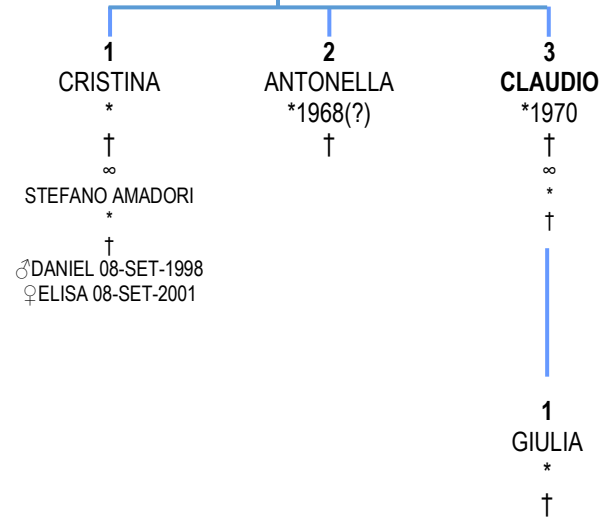 1
CRISTINA
*
†
∞
STEFANO AMADORI
*
†
♂DANIEL 08-SET-1998
♀ELISA 08-SET-2001
2
ANTONELLA
*1968(?)
†
3
CLAUDIO
*1970
†
∞
*
†
1
GIULIA
*
†